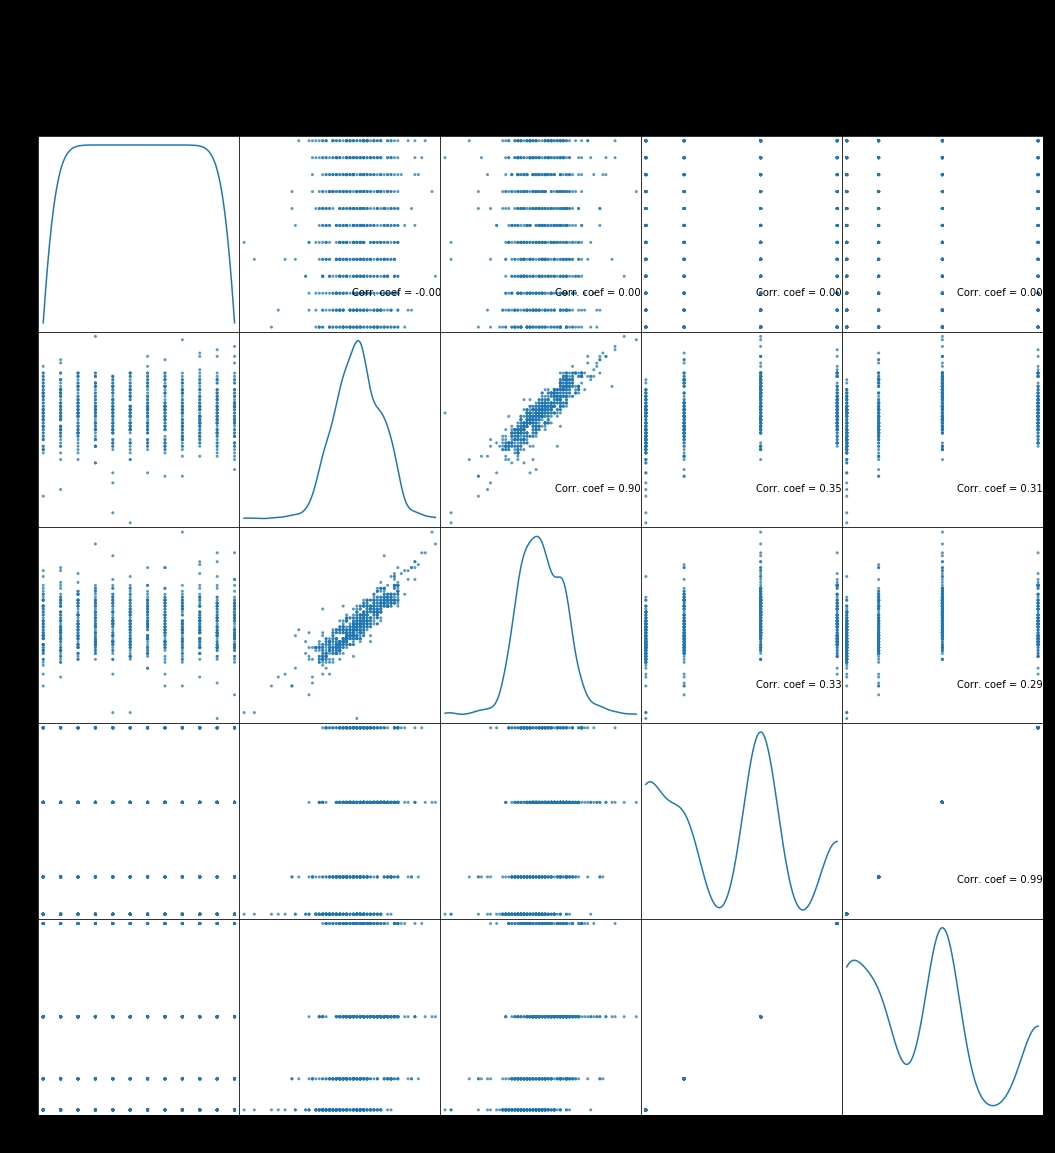 Corr. coef = -0.00
Corr. coef = 0.00
Corr. coef = 0.00
Corr. coef = 0.00
Corr. coef = 0.90
Corr. coef = 0.35
Corr. coef = 0.31
Corr. coef = 0.33
Corr. coef = 0.29
Corr. coef = 0.99